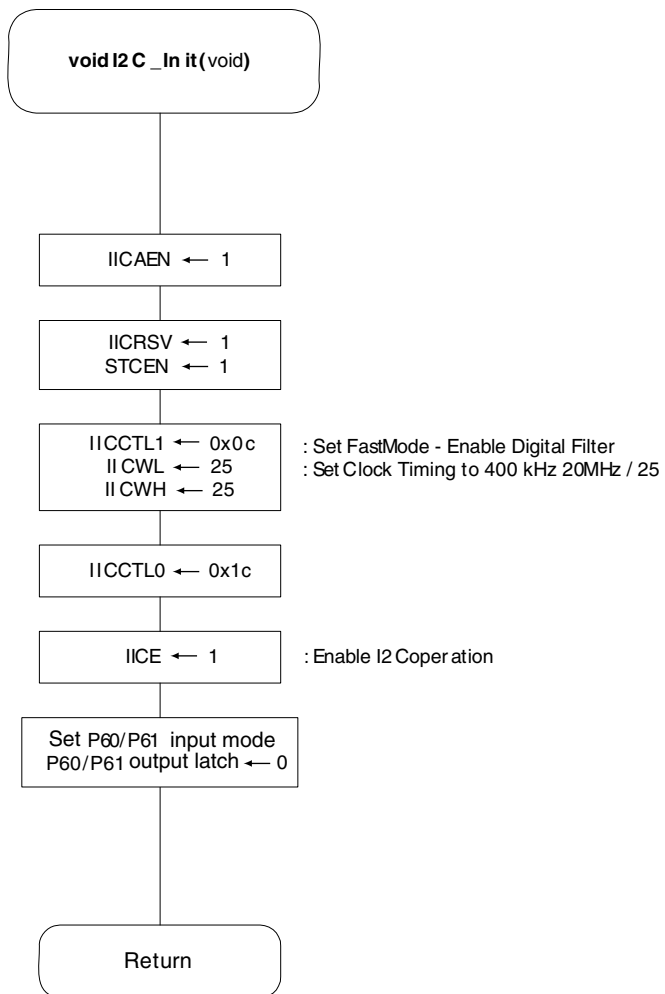 void I2C_Init(void)
IICAEN ← 1
IICRSV ← 1
STCEN ← 1
IICCTL1 ← 0x0c : Set FastMode - Enable Digital Filter
IICWL ← 25 : Set Clock Timing to 400 kHz 20MHz / 25
IICWH ← 25
IICCTL0 ← 0x1c
IICE ← 1 : Enable I2 Coperation
Set P60/P61 input mode
P60/P61 output latch ← 0
Return